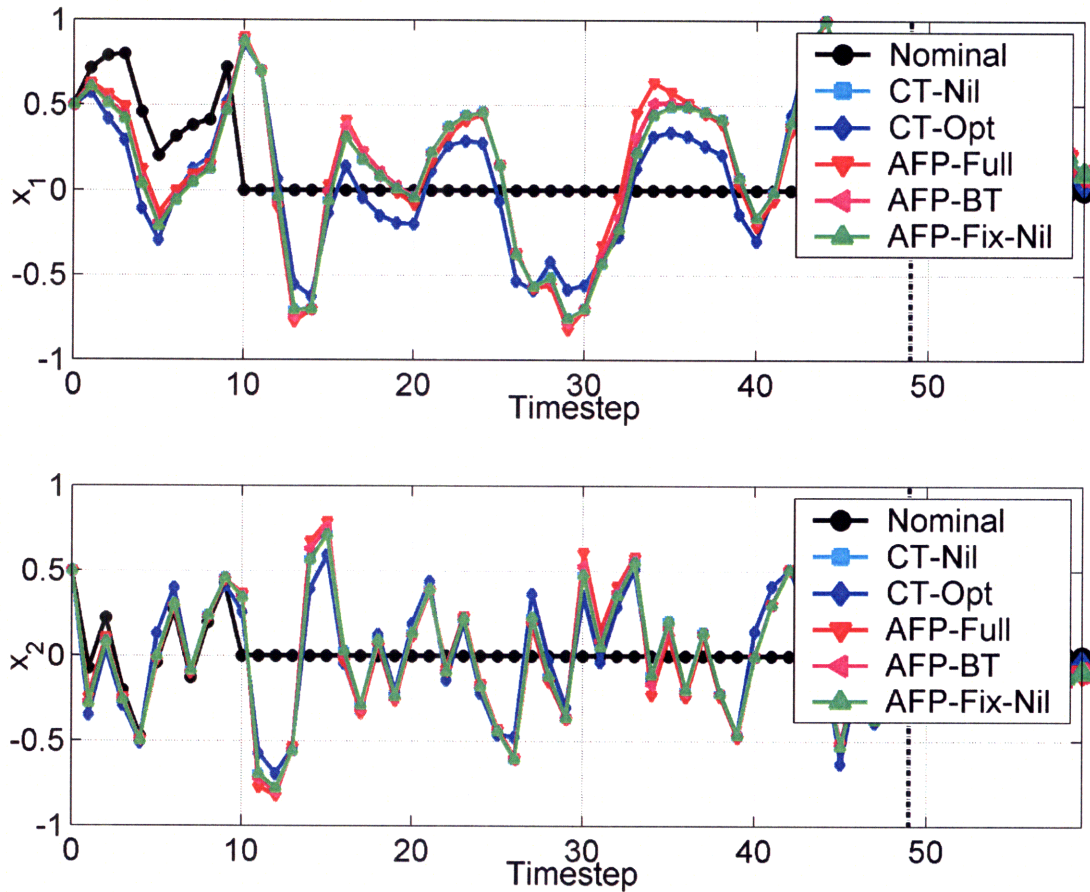 1
0.5
0
-0.5
-1
x1
0
10
20
30
40
50
Timestep
Nominal
CT-Nil
CT-Opt
AFP-Full
AFP-BT
AFP-Fix-Nil
1
0.5
0
-0.5
-1
x2
0
10
20
30
40
50
Timestep
Nominal
CT-Nil
CT-Opt
AFP-Full
AFP-BT
AFP-Fix-Nil